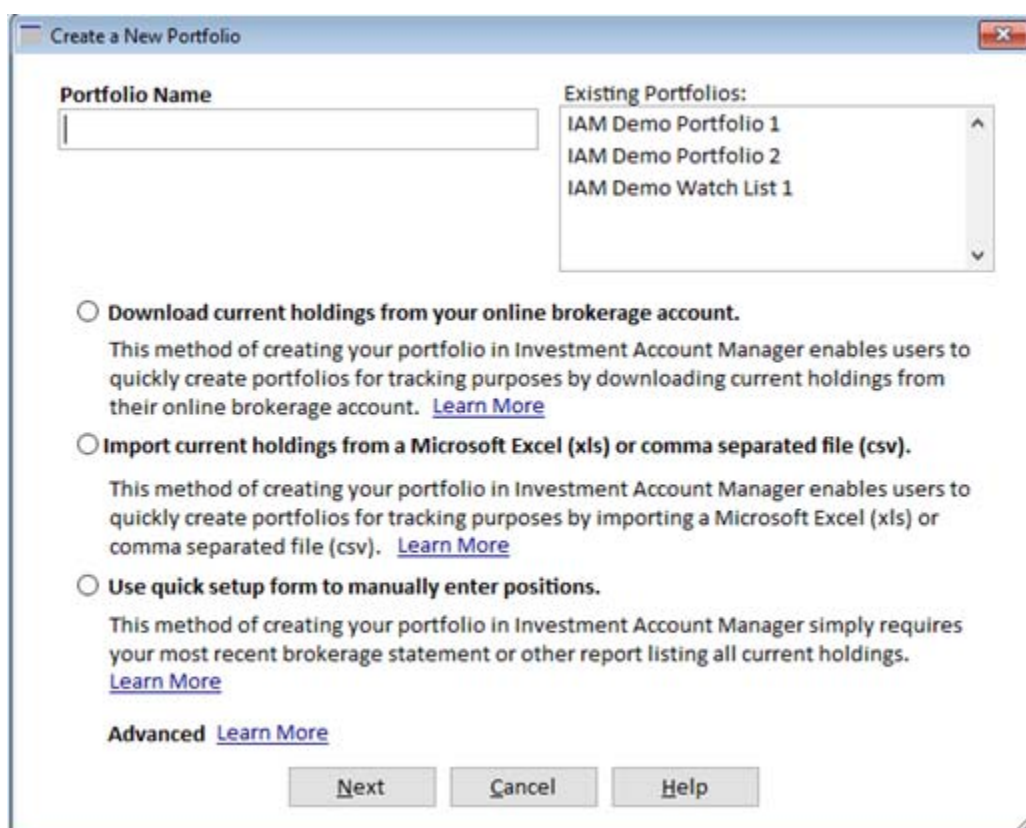 Create a New Portfolio
Portfolio Name
Existing Portfolios:
IAM Demo Portfolio 1
IAM Demo Portfolio 2
IAM Demo Watch List 1
Download current holdings from your online brokerage account.
This method of creating your portfolio in Investment Account Manager enables users to
quickly create portfolios for tracking purposes by downloading current holdings from
their online brokerage account. Learn More
Import current holdings from a Microsoft Excel (xls) or comma separated file (csv).
This method of creating your portfolio in Investment Account Manager enables users to
quickly create portfolios for tracking purposes by importing a Microsoft Excel (xls) or
comma separated file (csv). Learn More
Use quick setup form to manually enter positions.
This method of creating your portfolio in Investment Account Manager simply requires
your most recent brokerage statement or other report listing all current holdings.
Learn More
Advanced Learn More
Next Cancel Help